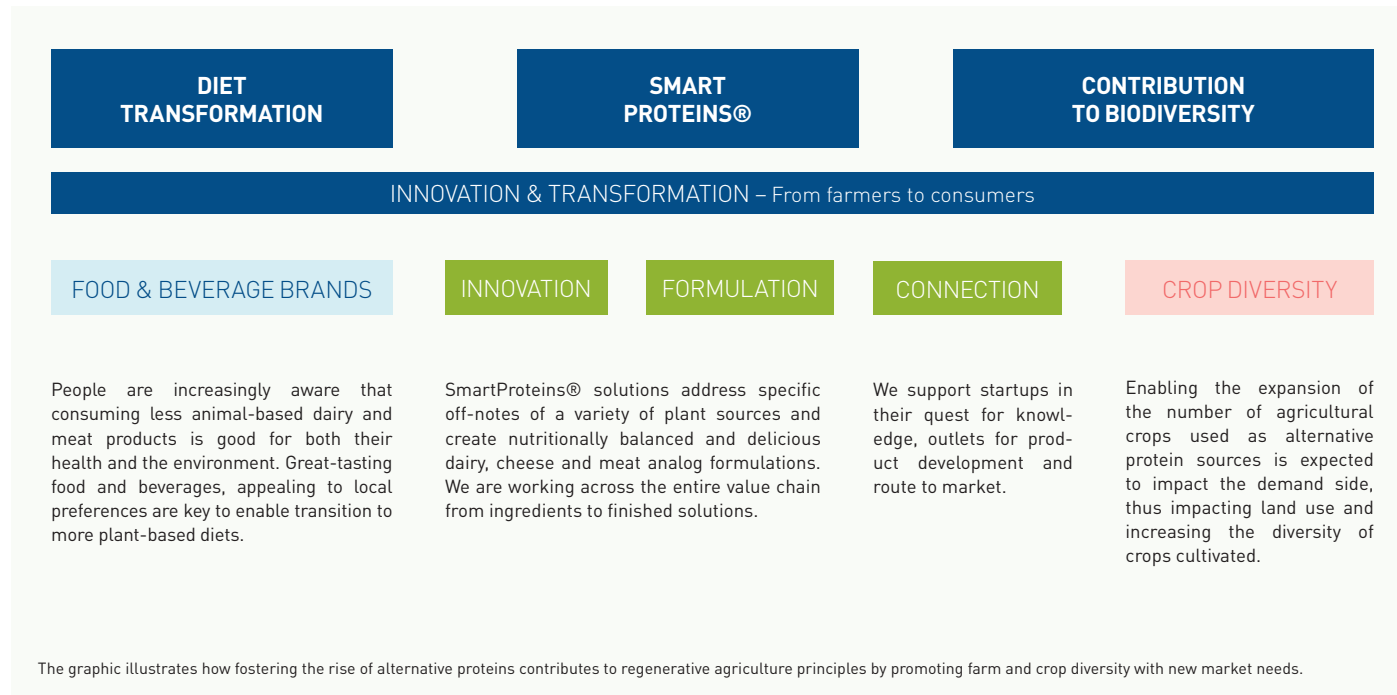 DIET
TRANSFORMATION
SMART
PROTEINS®
CONTRIBUTION
TO BIODIVERSITY
INNOVATION & TRANSFORMATION – From farmers to consumers
FOOD & BEVERAGE BRANDS
INNOVATION
FORMULATION
CONNECTION
CROP DIVERSITY
People are increasingly aware that
consuming less animal-based dairy and
meat products is good for both their
health and the environment. Great-tasting
food and beverages, appealing to local
preferences are key to enable transition to
more plant-based diets.
SmartProteins® solutions address specific
off-notes of a variety of plant sources and
create nutritionally balanced and delicious
dairy, cheese and meat analog formulations.
We are working across the entire value chain
from ingredients to finished solutions.
We support startups in
their quest for knowl-
edge, outlets for prod-
uct development and
route to market.
Enabling the expansion of
the number of agricultural
crops used as alternative
protein sources is expected
to impact the demand side,
thus impacting land use and
increasing the diversity of
crops cultivated.
The graphic illustrates how fostering the rise of alternative proteins contributes to regenerative agriculture principles by promoting farm and crop diversity with new market needs.